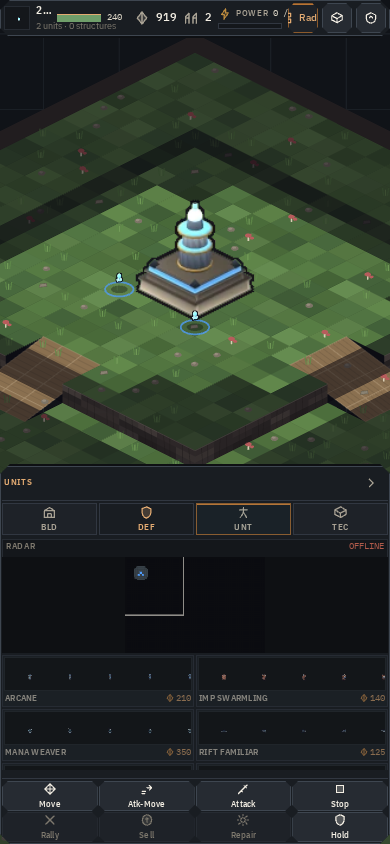 2... 240 919 2 POWER 0 / Rad
2 units · 0 structures
UNITS
BLD DEF UNT TEC
RADAR OFFLINE
ARCANE 210 IMP SWARMLING 140
MANA WEAVER 350 RIFT FAMILIAR 125
Move Atk-Move Attack Stop
Rally Sell Repair Hold